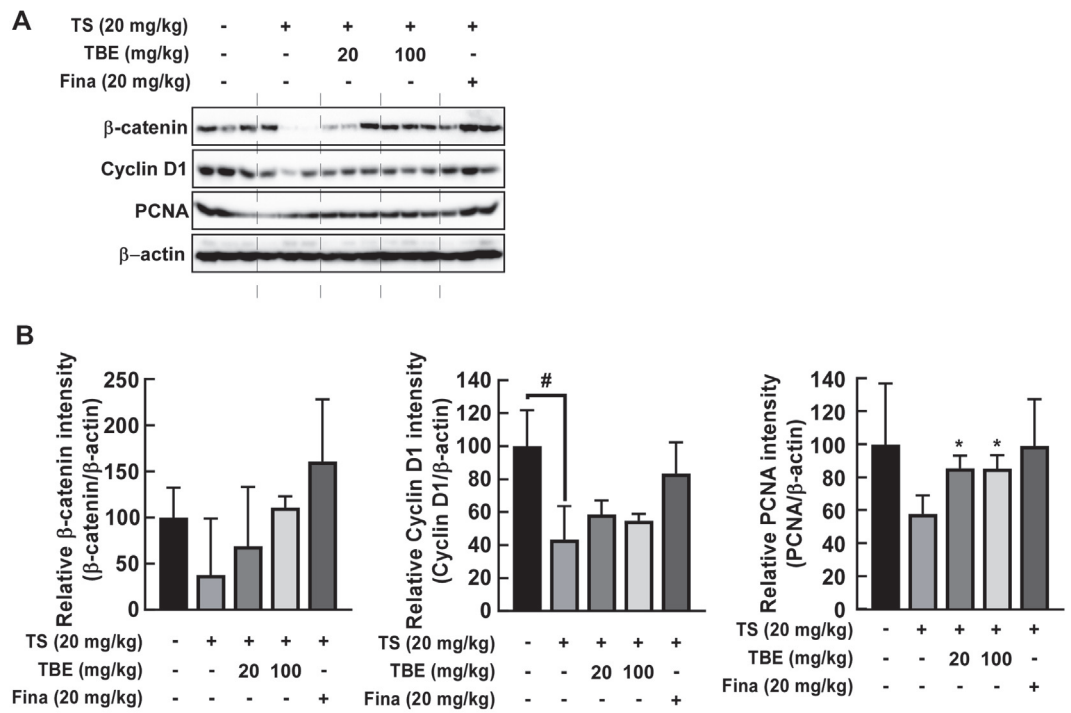 A
TS (20 mg/kg) - + + + +
TBE (mg/kg) - - 20 100 -
Fina (20 mg/kg) - - - - +
β-catenin
Cyclin D1
PCNA
β–actin
B
Relative β-catenin intensity
(β-catenin/β-actin)
250
200
150
100
50
0
TS (20 mg/kg) - + + + +
TBE (mg/kg) - - 20 100 -
Fina (20 mg/kg) - - - - +
Relative Cyclin D1 intensity
(Cyclin D1/β-actin)
140
120
100
80
60
40
20
0
#
TS (20 mg/kg) - + + + +
TBE (mg/kg) - - 20 100 -
Fina (20 mg/kg) - - - - +
Relative PCNA intensity
(PCNA/β-actin)
140
120
100
80
60
40
20
0
* *
TS (20 mg/kg) - + + + +
TBE (mg/kg) - - 20 100 -
Fina (20 mg/kg) - - - - +